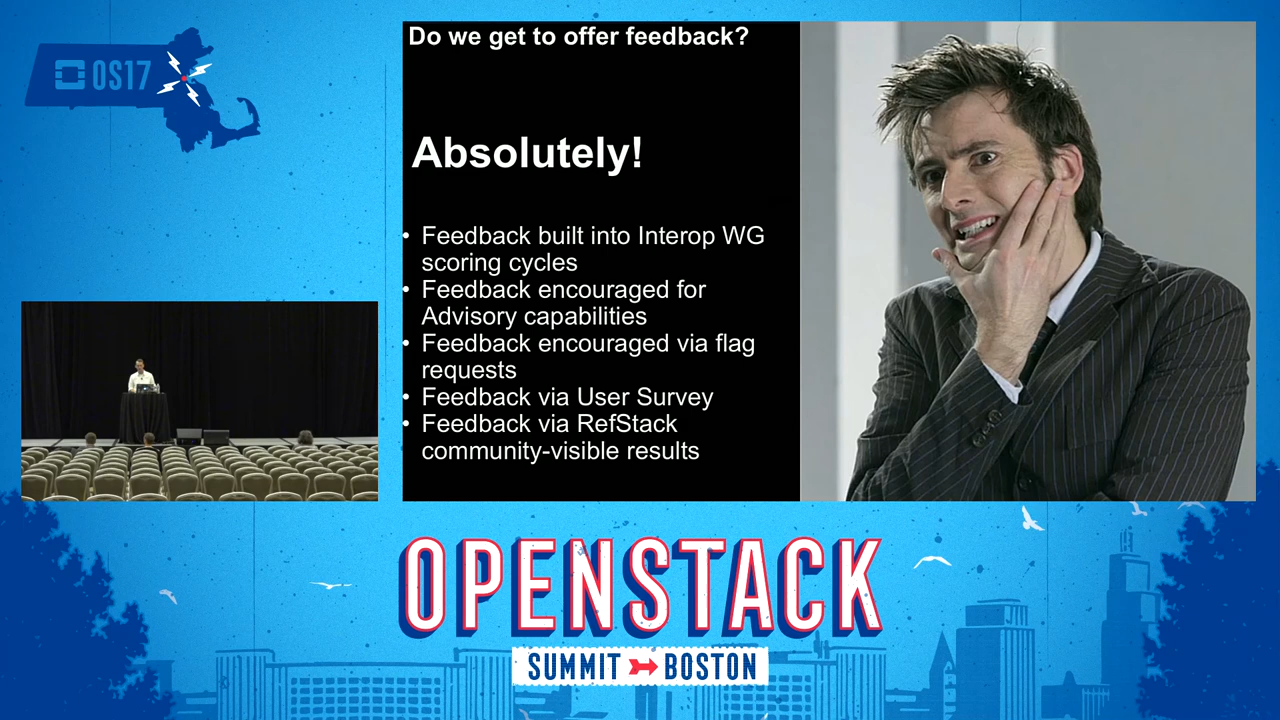 OS17
Do we get to offer feedback?
Absolutely!
• Feedback built into Interop WG
scoring cycles
• Feedback encouraged for
Advisory capabilities
• Feedback encouraged via flag
requests
• Feedback via User Survey
• Feedback via RefStack
community-visible results
OPENSTACK
SUMMIT BOSTON